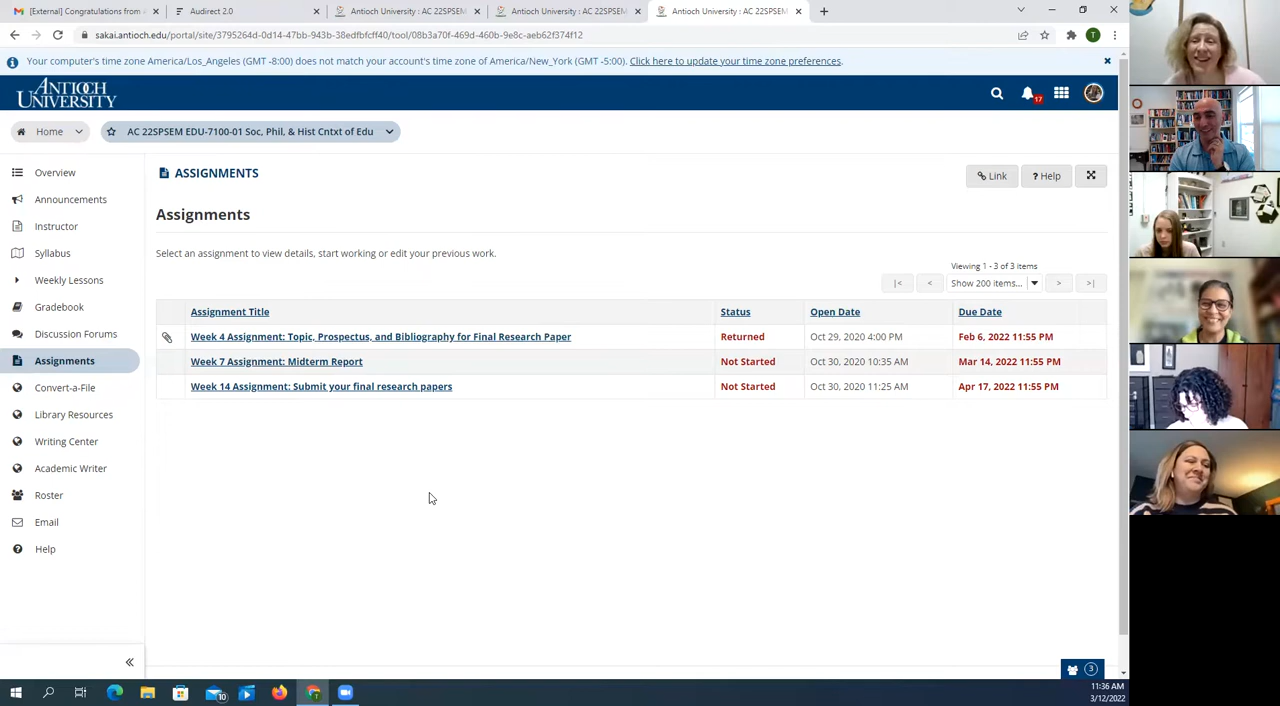 [External] Congratulations from A
Audirect 2.0
Antioch University : AC 22SPSEM
Antioch University : AC 22SPSEM
Antioch University : AC 22SPSEM
sakai.antioch.edu/portal/site/3795264d-0d14-47bb-943b-38edfbfcff40/tool/08b3a70f-469d-460b-9e8c-aeb62f374f12
T
Your computer's time zone America/Los_Angeles (GMT -8:00) does not match your account's time zone of America/New_York (GMT -5:00). Click here to update your time zone preferences.
ANTIOCH
UNIVERSITY
17
Home
AC 22SPSEM EDU-7100-01 Soc, Phil, & Hist Cntxt of Edu
Overview
Announcements
Instructor
Syllabus
Weekly Lessons
Gradebook
Discussion Forums
Assignments
Convert-a-File
Library Resources
Writing Center
Academic Writer
Roster
Email
Help
ASSIGNMENTS
Link
? Help
Assignments
Select an assignment to view details, start working or edit your previous work.
Viewing 1 - 3 of 3 items
|< < Show 200 items... > >|
Assignment Title Status Open Date Due Date
Week 4 Assignment: Topic, Prospectus, and Bibliography for Final Research Paper Returned Oct 29, 2020 4:00 PM Feb 6, 2022 11:55 PM
Week 7 Assignment: Midterm Report Not Started Oct 30, 2020 10:35 AM Mar 14, 2022 11:55 PM
Week 14 Assignment: Submit your final research papers Not Started Oct 30, 2020 11:25 AM Apr 17, 2022 11:55 PM
3
10
11:36 AM
3/12/2022